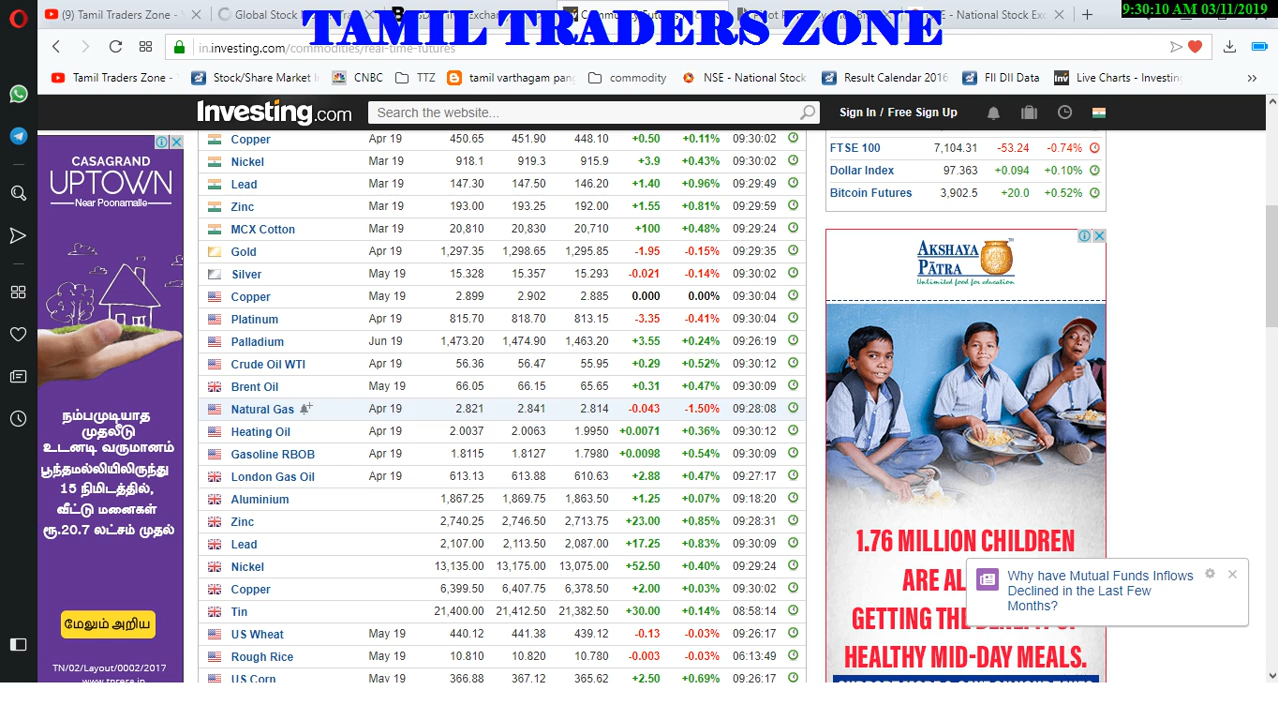 (9) Tamil Traders Zone -
Global Stock
National Stock Exc
9:30:10 AM 03/11/2019
TAMIL TRADERS ZONE
in.investing.com/commodities/real-time-futures
Tamil Traders Zone - Stock/Share Market CNBC TTZ tamil varthagam commodity NSE - National Stock Result Calendar 2016 FII DII Data Live Charts - Investing »
Investing.com Search the website... Sign In / Free Sign Up
Copper Apr 19 450.65 451.90 448.10 +0.50 +0.11% 09:30:02
Nickel Mar 19 918.1 919.3 915.9 +3.9 +0.43% 09:30:02
Lead Mar 19 147.30 147.50 146.20 +1.40 +0.96% 09:29:49
Zinc Mar 19 193.00 193.25 192.00 +1.55 +0.81% 09:29:59
MCX Cotton Mar 19 20,810 20,830 20,710 +100 +0.48% 09:29:24
Gold Apr 19 1,297.35 1,298.65 1,295.85 -1.95 -0.15% 09:29:35
Silver May 19 15.328 15.357 15.293 -0.021 -0.14% 09:30:02
Copper May 19 2.899 2.902 2.885 0.000 0.00% 09:30:04
Platinum Apr 19 815.70 818.70 813.15 -3.35 -0.41% 09:30:04
Palladium Jun 19 1,473.20 1,474.90 1,463.20 +3.55 +0.24% 09:26:19
Crude Oil WTI Apr 19 56.36 56.47 55.95 +0.29 +0.52% 09:30:12
Brent Oil May 19 66.05 66.15 65.65 +0.31 +0.47% 09:30:09
Natural Gas Apr 19 2.821 2.841 2.814 -0.043 -1.50% 09:28:08
Heating Oil Apr 19 2.0037 2.0063 1.9950 +0.0071 +0.36% 09:30:12
Gasoline RBOB Apr 19 1.8115 1.8127 1.7980 +0.0098 +0.54% 09:30:09
London Gas Oil Apr 19 613.13 613.88 610.63 +2.88 +0.47% 09:27:17
Aluminium 1,867.25 1,869.75 1,863.50 +1.25 +0.07% 09:18:20
Zinc 2,740.25 2,746.50 2,713.75 +23.00 +0.85% 09:28:31
Lead 2,107.00 2,113.50 2,087.00 +17.25 +0.83% 09:30:09
Nickel 13,135.00 13,175.00 13,075.00 +52.50 +0.40% 09:29:24
Copper 6,399.50 6,407.75 6,378.50 +2.00 +0.03% 09:30:02
Tin 21,400.00 21,412.50 21,382.50 +30.00 +0.14% 08:58:14
US Wheat May 19 440.12 441.38 439.12 -0.13 -0.03% 09:26:17
Rough Rice May 19 10.810 10.820 10.780 -0.003 -0.03% 06:13:49
US Corn May 19 366.88 367.12 365.62 +2.50 +0.69% 09:26:17
FTSE 100 7,104.31 -53.24 -0.74%
Dollar Index 97.363 +0.094 +0.10%
Bitcoin Futures 3,902.5 +20.0 +0.52%
CASAGRAND
UPTOWN
Near Poonamalle
நம்பமுடியாத
முதலீடு
உடனடி வருமானம்
பூந்தமல்லியிலிருந்து
15 நிமிடத்தில்,
வீட்டு மனைகள்
ரூ.20.7 லட்சம் முதல்
மேலும் அறிய
TN/02/Layout/0002/2017
www.tnrera.in
AKSHAYA
PĀTRA
Unlimited food for education
1.76 MILLION CHILDREN
GETTING THE
HEALTHY MID-DAY MEALS.
Why have Mutual Funds Inflows
Declined in the Last Few
Months?